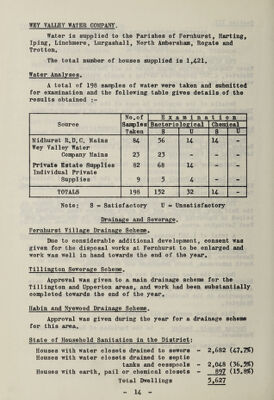 WEY VALLEY WATER COMPANY.
Water is supplied to the Parishes of Fernhurst, Harting,
Iping, Linchmere, Lurgashall, North Ambersham, Rogate and
Trotton.
The total number of houses supplied is 1,421.
Water Analyses.
A total of 198 samples of water were taken and submitted
for examination and the following table gives details of the
results obtained :-
Source No.of Samples Taken Examination
Bacteriological Chemical
S U S U
Midhurst R.D.C. Mains 84 56 14 14 -
Wey Valley Water
Company Mains 23 23 - - -
Private Estate Supplies 82 68 14 - -
Individual Private
Supplies 9 5 4 - -
TOTALS 198 152 32 14 -
Note: S - Satisfactory U = Unsatisfactory
Drainage and Sewerage.
Fernhurst Village Drainage Scheme.
Due to considerable additional development, consent was
given for the disposal works at Fernhurst to be enlarged and
work was well in hand towards the end of the year.
Tillington Sewerage Scheme.
Approval was given to a main drainage scheme for the
Tillington and Upperton areas, and work had been substantially
completed towards the end of the year.
Habin and Nyewood Drainage Scheme.
Approval was given during the year for a drainage scheme
for this area.
State of Household Sanitation in the District:
Houses with water closets drained to sewers - 2,682 (47.7%)
Houses with water closets drained to septic
tanks and cesspools - 2,048 (36.5%)
Houses with earth, pail or chemical closets - 897 (15.8%)
Total Dwellings 5,627
- 14 -